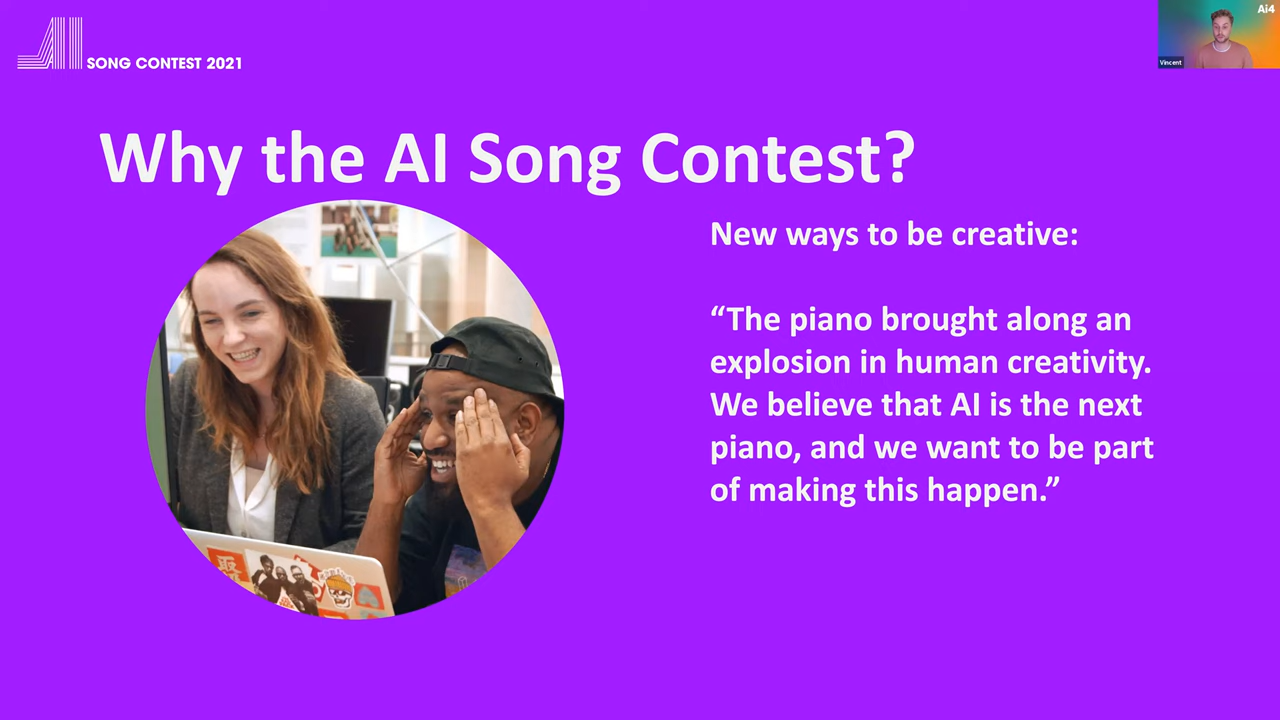 SONG CONTEST 2021
Ai4
Vincent
Why the AI Song Contest?
New ways to be creative:
“The piano brought along an
explosion in human creativity.
We believe that AI is the next
piano, and we want to be part
of making this happen.”